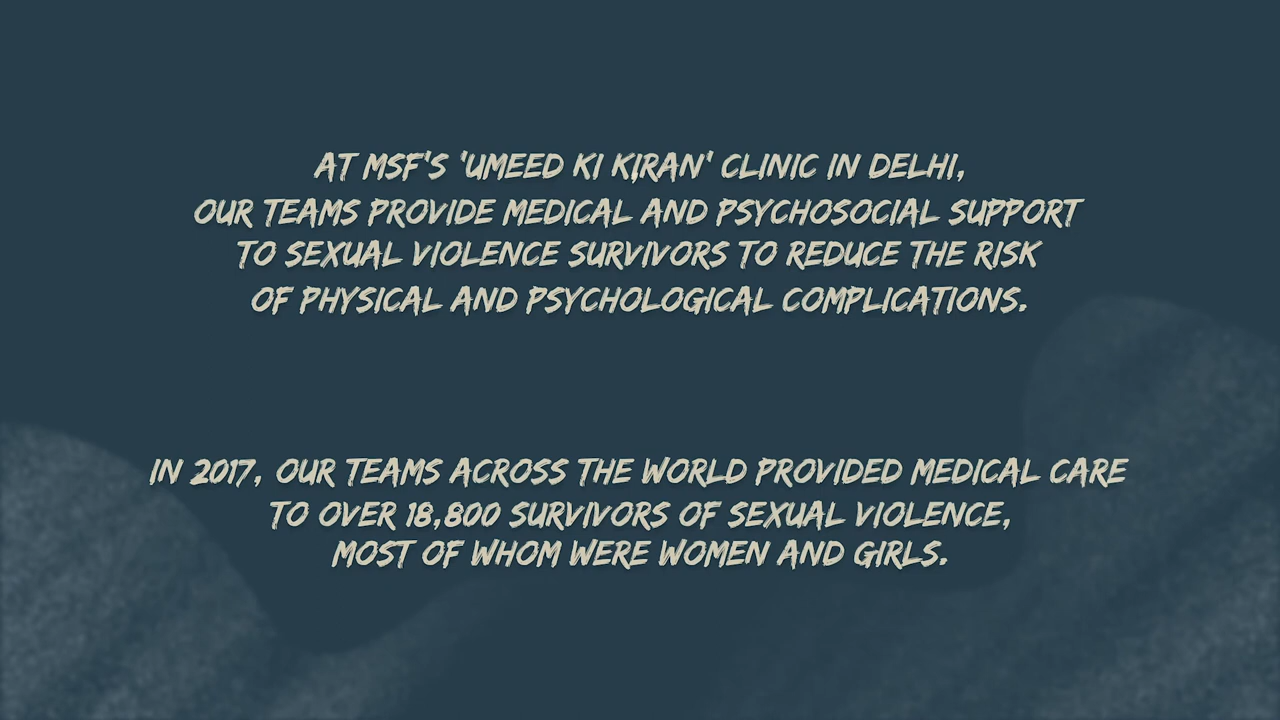 AT MSF'S 'UMEED KI KIRAN' CLINIC IN DELHI,
OUR TEAMS PROVIDE MEDICAL AND PSYCHOSOCIAL SUPPORT
TO SEXUAL VIOLENCE SURVIVORS TO REDUCE THE RISK
OF PHYSICAL AND PSYCHOLOGICAL COMPLICATIONS.
IN 2017, OUR TEAMS ACROSS THE WORLD PROVIDED MEDICAL CARE
TO OVER 18,800 SURVIVORS OF SEXUAL VIOLENCE,
MOST OF WHOM WERE WOMEN AND GIRLS.